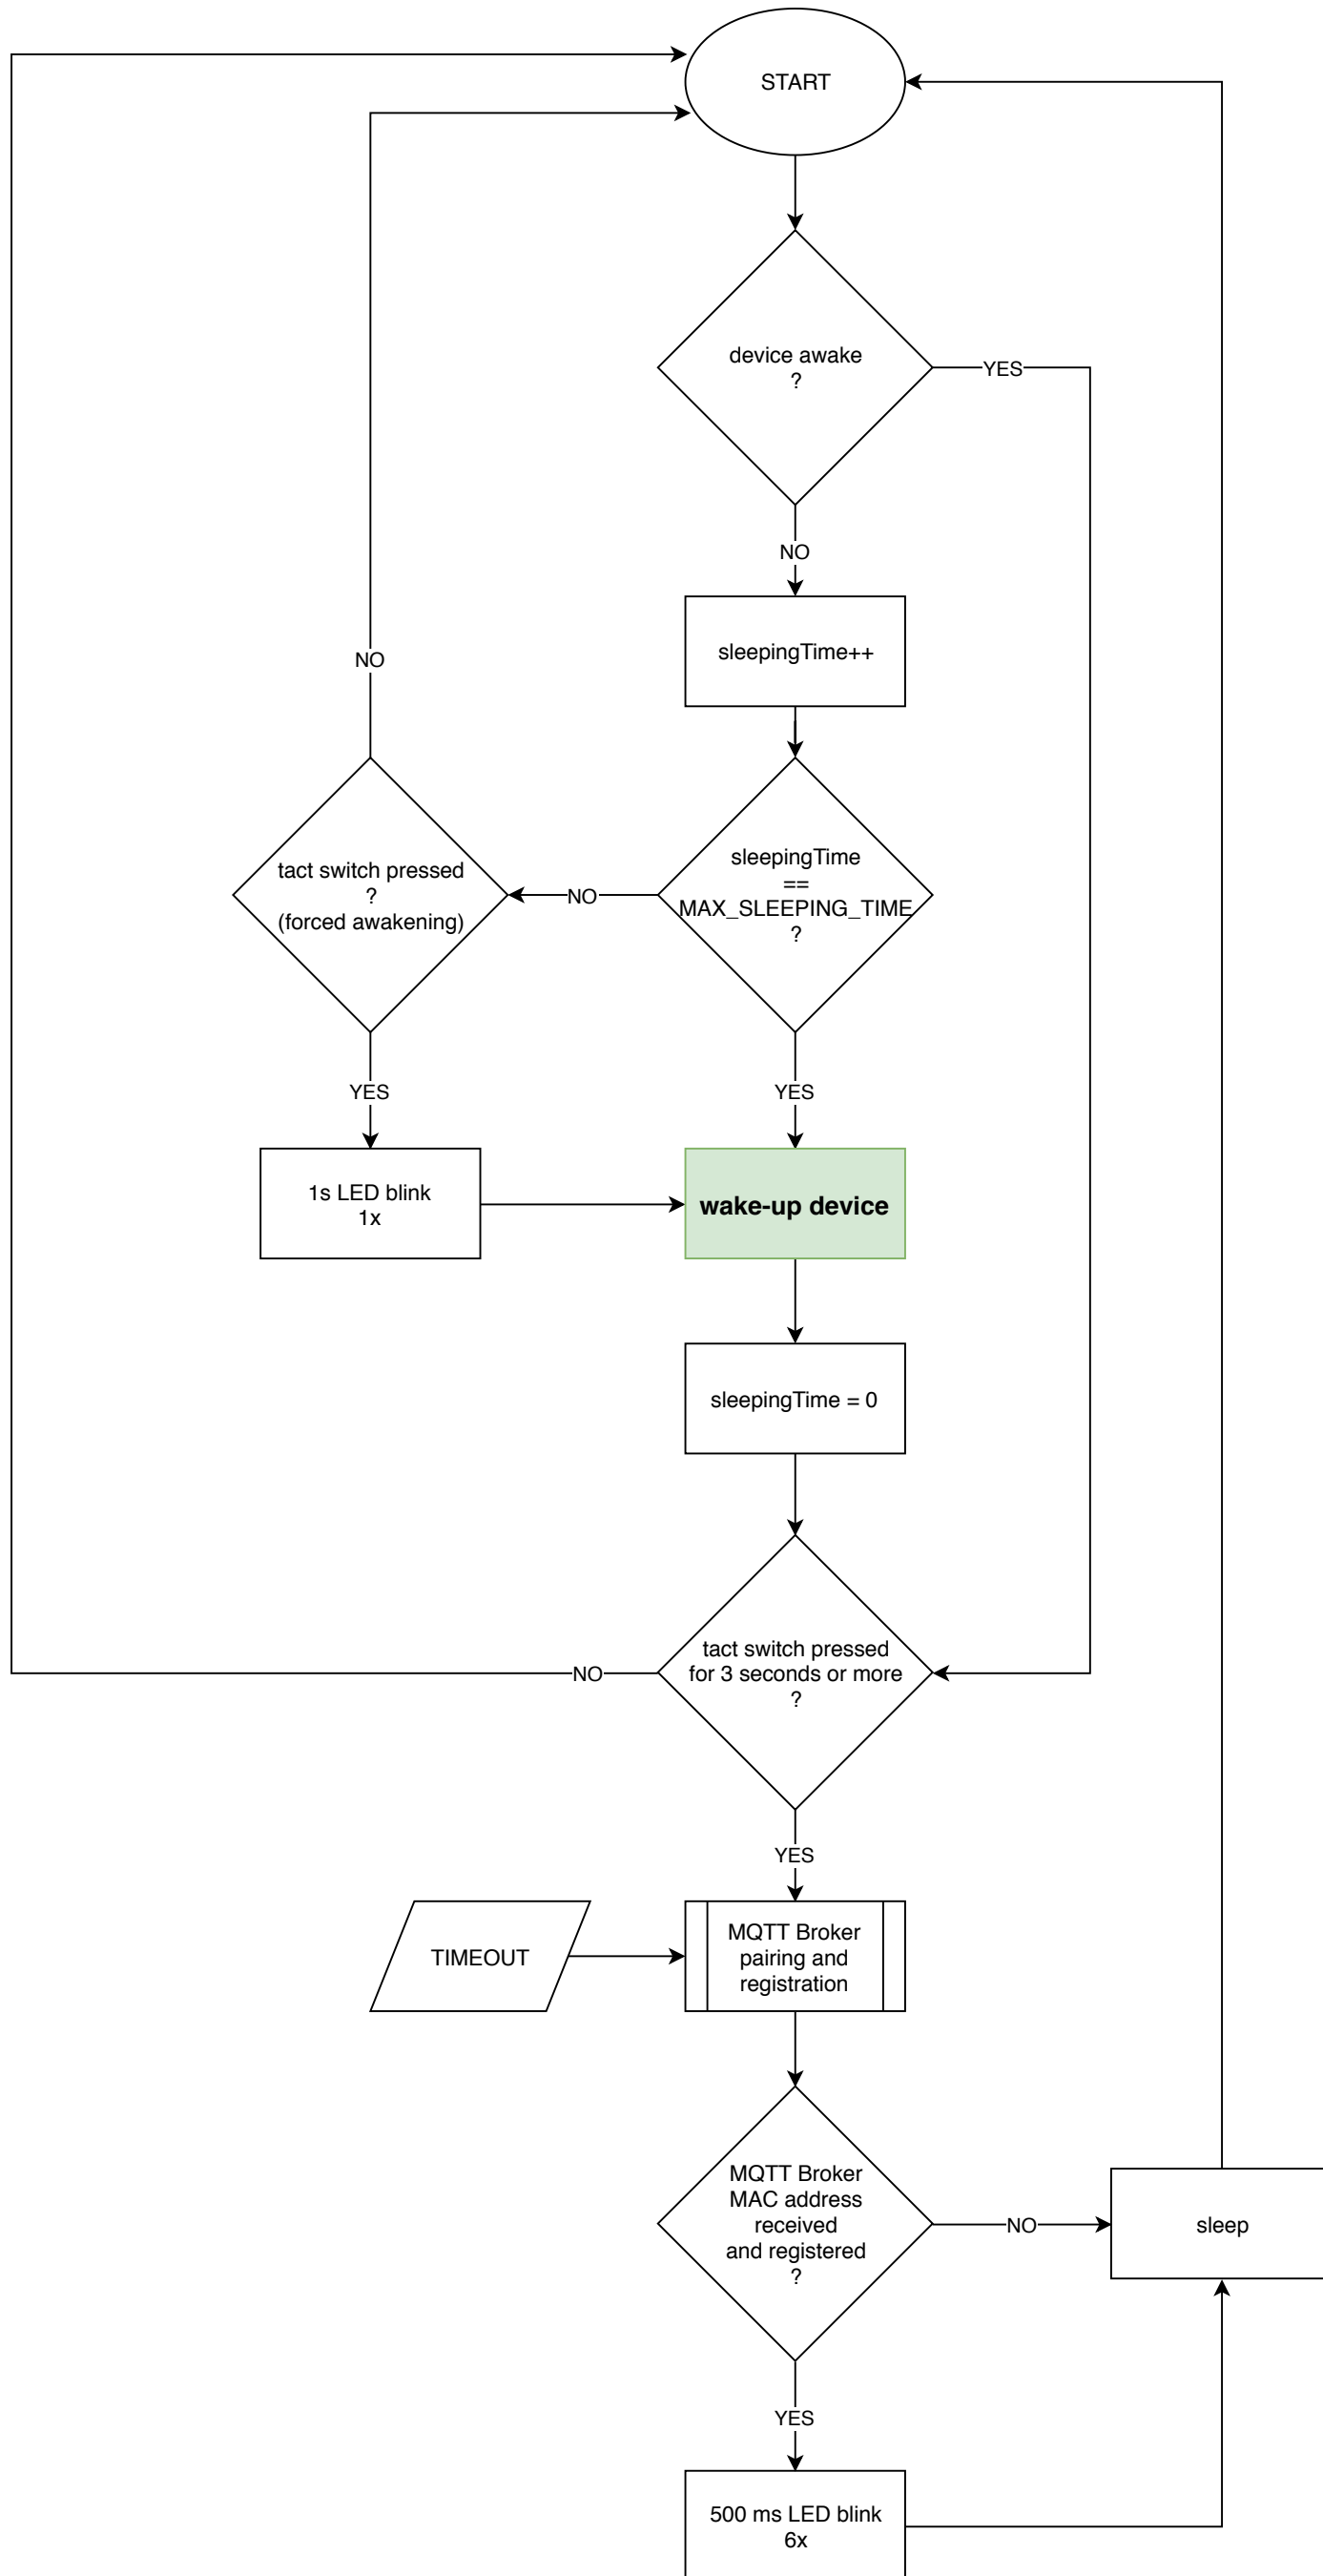 START
device awake
?
YES
NO
sleepingTime++
NO
tact switch pressed
?
(forced awakening)
NO
sleepingTime
==
MAX_SLEEPING_TIME
?
YES
YES
1s LED blink
1x
wake-up device
sleepingTime = 0
tact switch pressed
for 3 seconds or more
?
NO
YES
TIMEOUT
MQTT Broker
pairing and
registration
MQTT Broker
MAC address
received
and registered
?
NO
sleep
YES
500 ms LED blink
6x